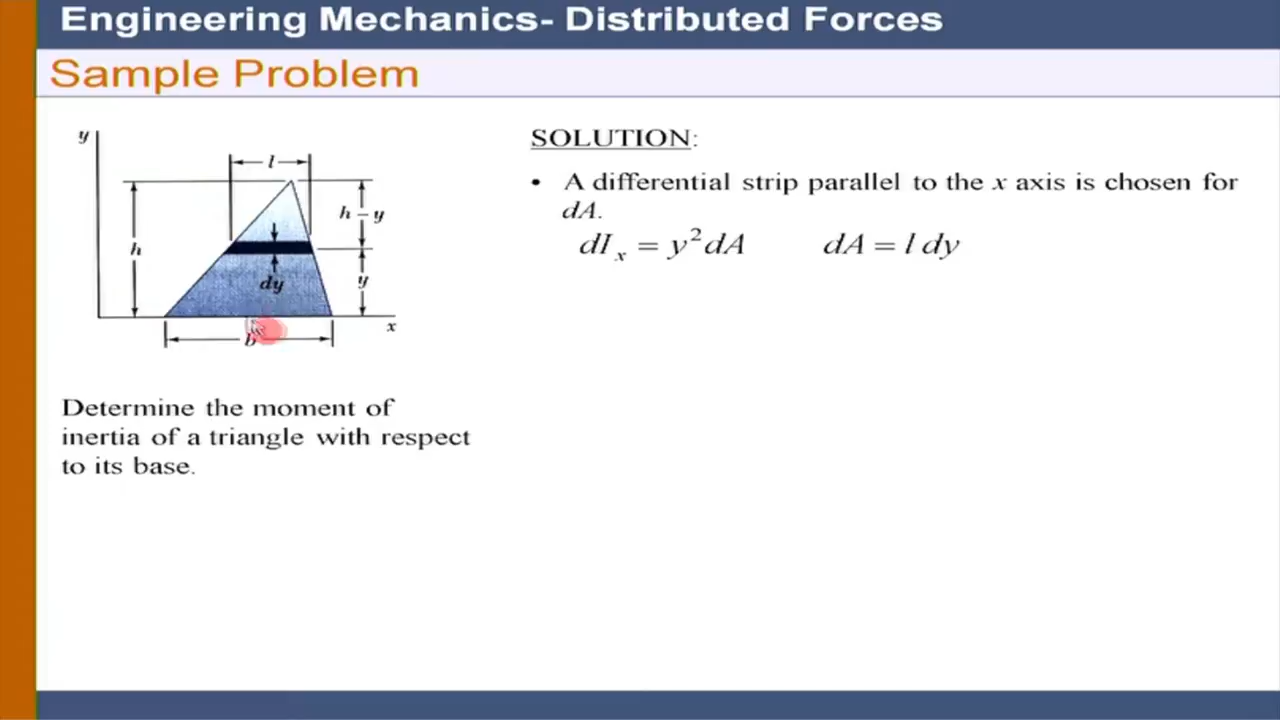 Engineering Mechanics- Distributed Forces
Sample Problem
y
l
h
h – y
dy
y
b
x
Determine the moment of
inertia of a triangle with respect
to its base.
SOLUTION:
• A differential strip parallel to the x axis is chosen for
dA.
dIₓ = y²dA dA = l dy